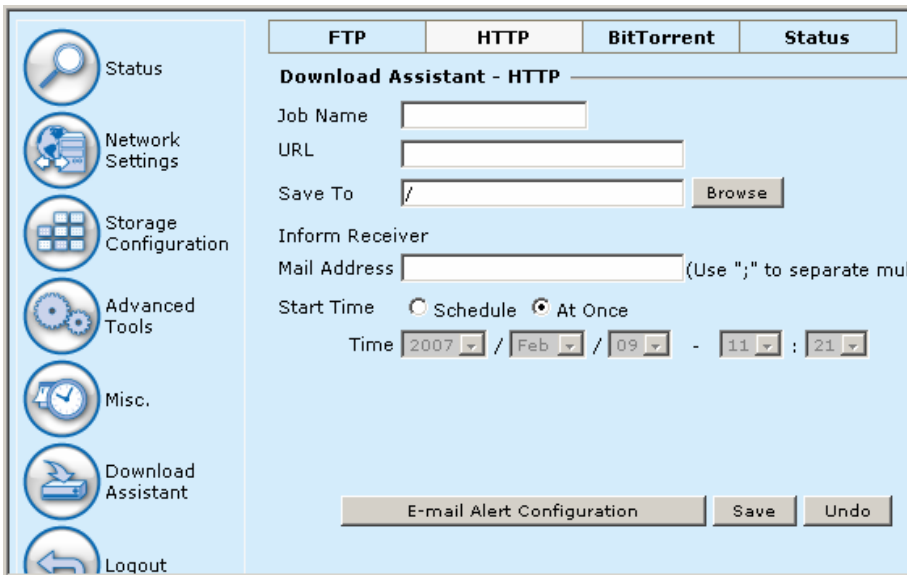 Status
Network
Settings
Storage
Configuration
Advanced
Tools
Misc.
Download
Assistant
Logout
FTP HTTP BitTorrent Status
Download Assistant - HTTP
Job Name
URL
Save To / Browse
Inform Receiver
Mail Address (Use ";" to separate mul
Start Time Schedule At Once
Time 2007 / Feb / 09 - 11 : 21
E-mail Alert Configuration Save Undo